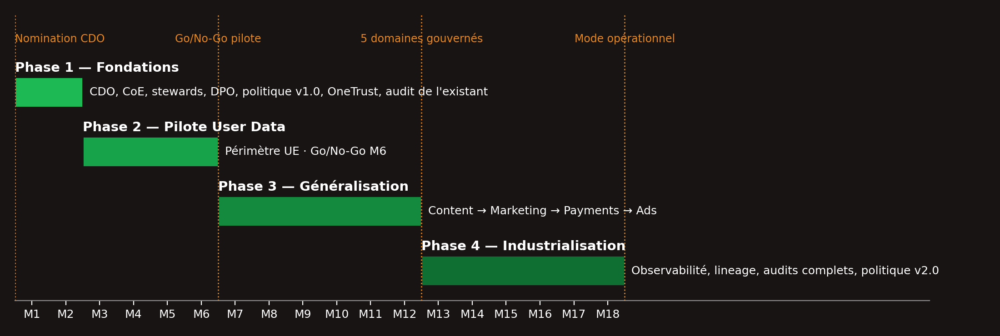 Nomination CDO
Go/No-Go pilote
5 domaines gouvernés
Mode opérationnel
Phase 1 — Fondations
CDO, CoE, stewards, DPO, politique v1.0, OneTrust, audit de l'existant
Phase 2 — Pilote User Data
Périmètre UE · Go/No-Go M6
Phase 3 — Généralisation
Content → Marketing → Payments → Ads
Phase 4 — Industrialisation
Observabilité, lineage, audits complets, politique v2.0
M1 M2 M3 M4 M5 M6 M7 M8 M9 M10 M11 M12 M13 M14 M15 M16 M17 M18